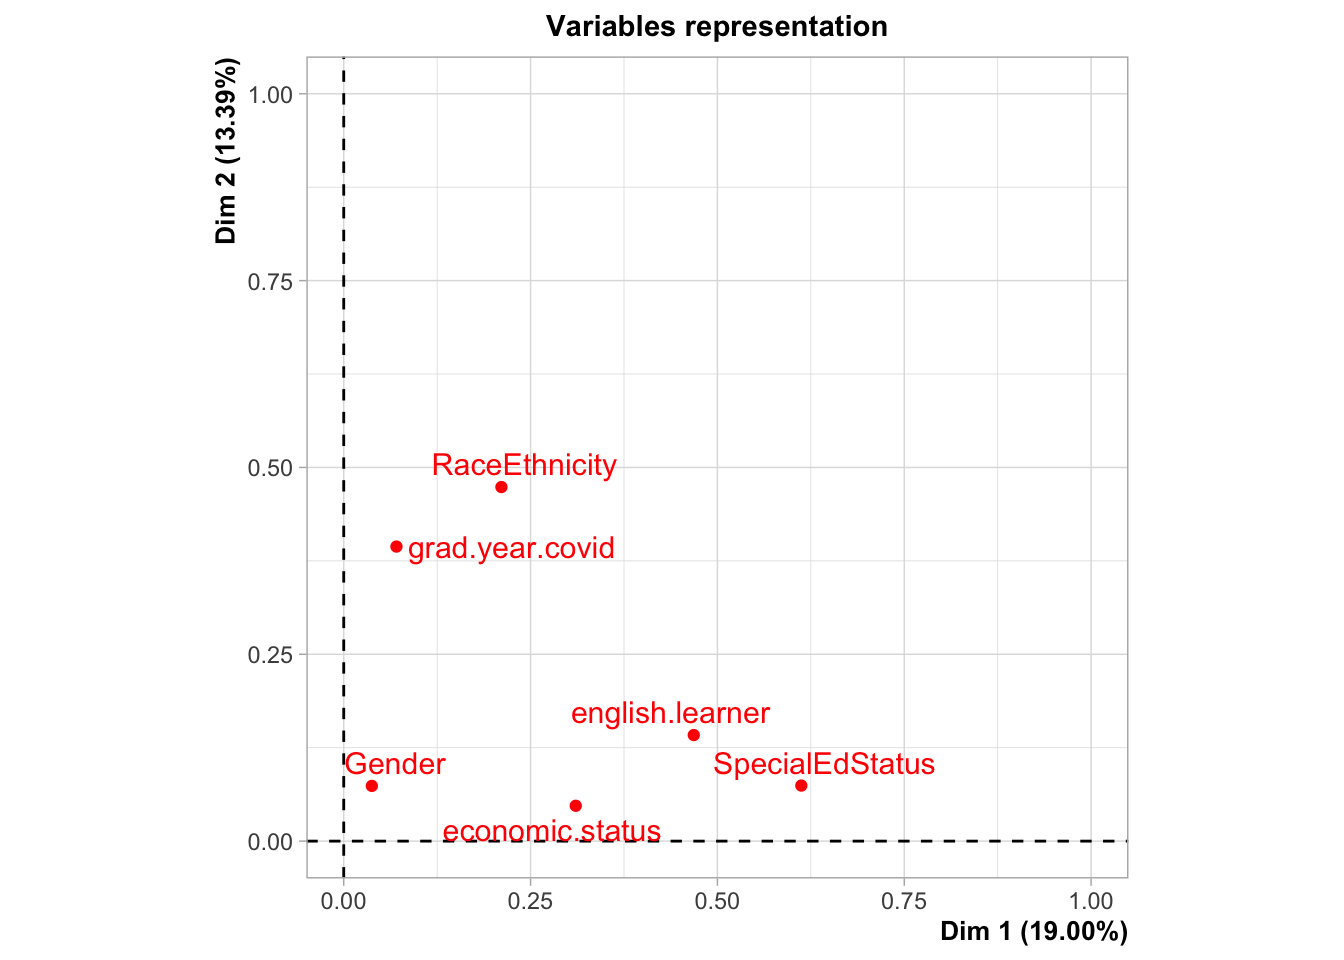 Variables representation
Dim 2 (13.39%)
1.00
0.75
0.50
0.25
0.00
RaceEthnicity
grad.year.covid
english.learner
Gender
SpecialEdStatus
economic.status
0.00 0.25 0.50 0.75 1.00
Dim 1 (19.00%)